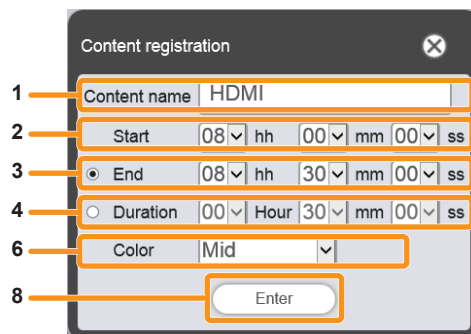 Content registration
1 Content name HDMI
2 Start 08 hh 00 mm 00 ss
3 End 08 hh 30 mm 00 ss
4 Duration 00 Hour 30 mm 00 ss
6 Color Mid
8 Enter